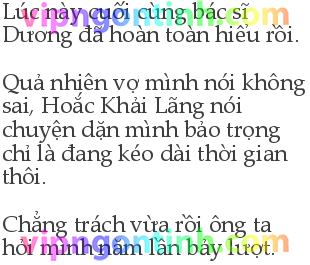 Lúc này cuối cùng bác sĩ
Dương đã hoàn toàn hiểu rồi.
Quả nhiên vợ mình nói không
sai, Hoắc Khải Lãng nói
chuyện dặn mình bảo trọng
chỉ là đang kéo dài thời gian
thôi.
Chẳng trách vừa rồi ông ta
hỏi mình năm lần bảy lượt.
vipngontinh.com
vipngontinh.com